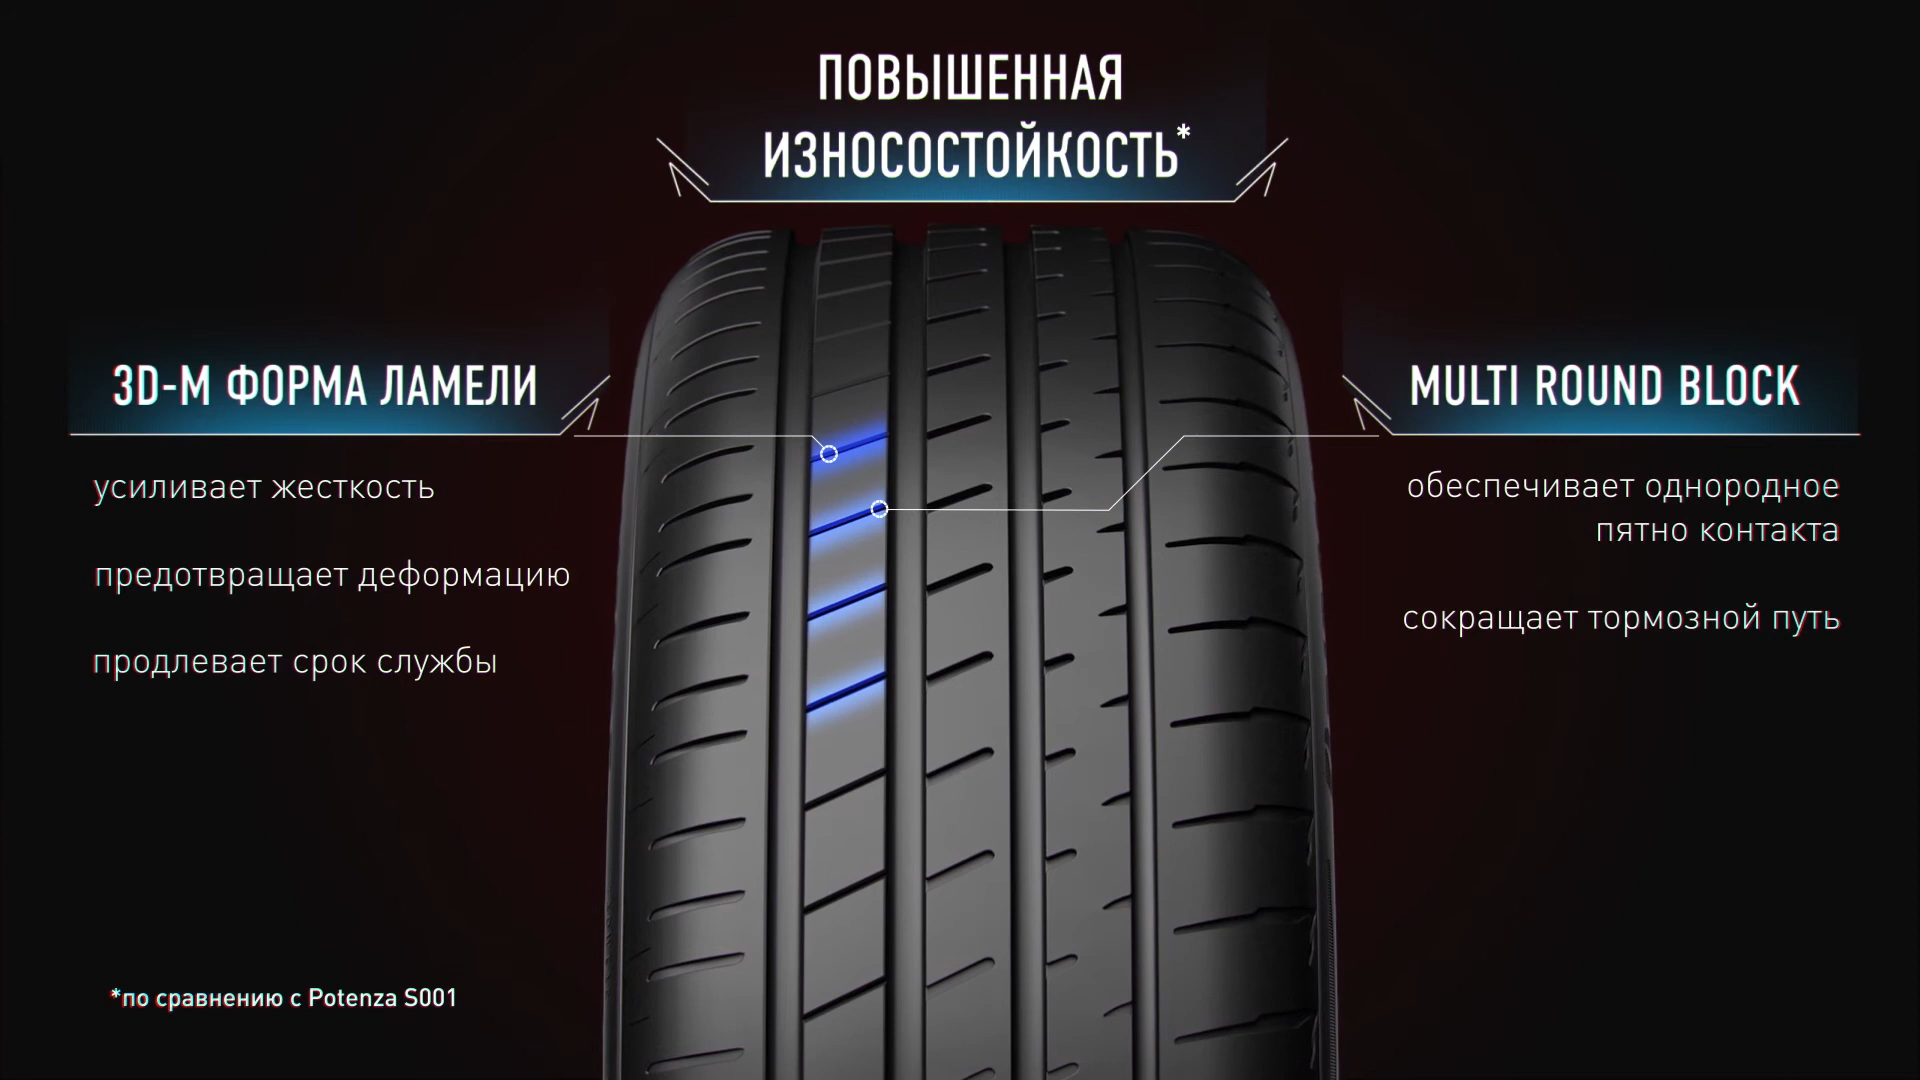 ПОВЫШЕННАЯ
ИЗНОСОСТОЙКОСТЬ*
3D-М ФОРМА ЛАМЕЛИ
усиливает жесткость
предотвращает деформацию
продлевает срок службы
MULTI ROUND BLOCK
обеспечивает однородное
пятно контакта
сокращает тормозной путь
*по сравнению с Potenza S001